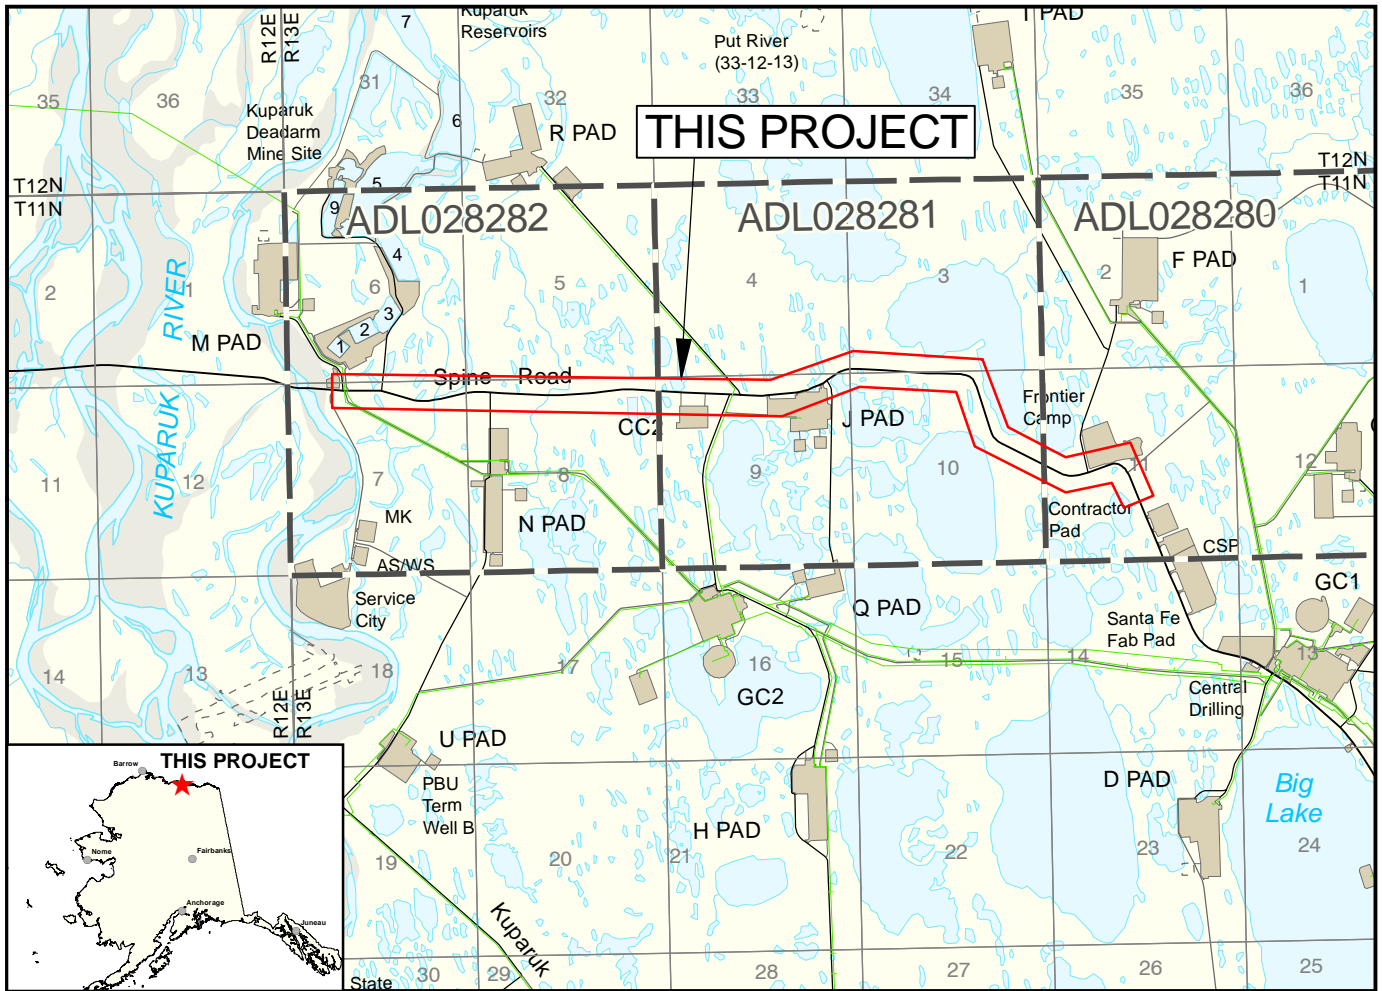 Kuparuk
Reservoirs
7
R12E
R13E
Put River
(33-12-13)
T PAD
35
36
31
32
33
34
35
36
Kuparuk
Deadarm
Mine Site
6
R PAD
THIS PROJECT
T12N
T11N
T12N
T11N
5
9
ADL028282
ADL028281
ADL028280
4
2
1
6
5
4
3
2
F PAD
1
KUPARUK RIVER
3
2
1
M PAD
Spine Road
Frontier
Camp
CC2
J PAD
11
12
7
8
9
10
11
12
MK
N PAD
Contractor
Pad
AS/WS
CSP
Service
City
GC1
Q PAD
Santa Fe
Fab Pad
14
13
18
17
16
15
14
13
R12E
R13E
GC2
Central
Drilling
U PAD
D PAD
PBU
Term
Well B
Big
Lake
H PAD
19
20
21
22
23
24
Kuparuk
State
30
29
28
27
26
25
THIS PROJECT
Barrow
Nome
Fairbanks
Anchorage
Juneau